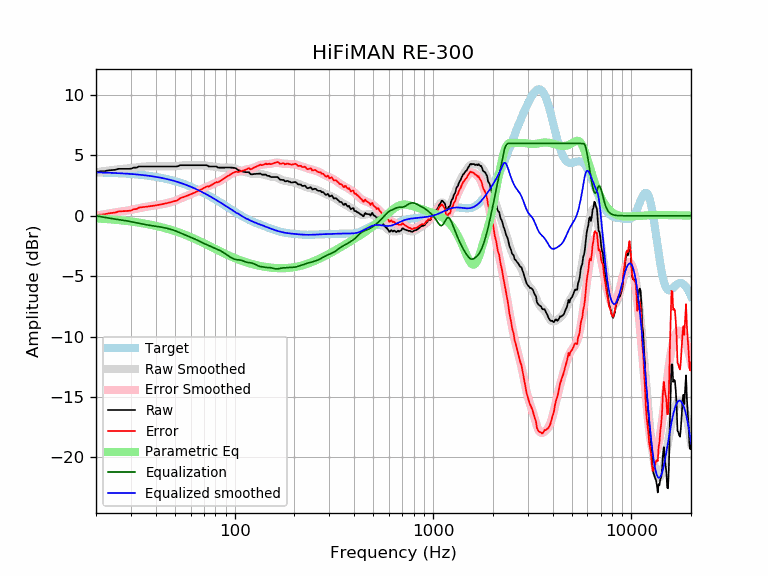 HiFiMAN RE-300
Amplitude (dBr)
10
5
0
−5
−10
−15
−20
Target
Raw Smoothed
Error Smoothed
Raw
Error
Parametric Eq
Equalization
Equalized smoothed
100
1000
10000
Frequency (Hz)